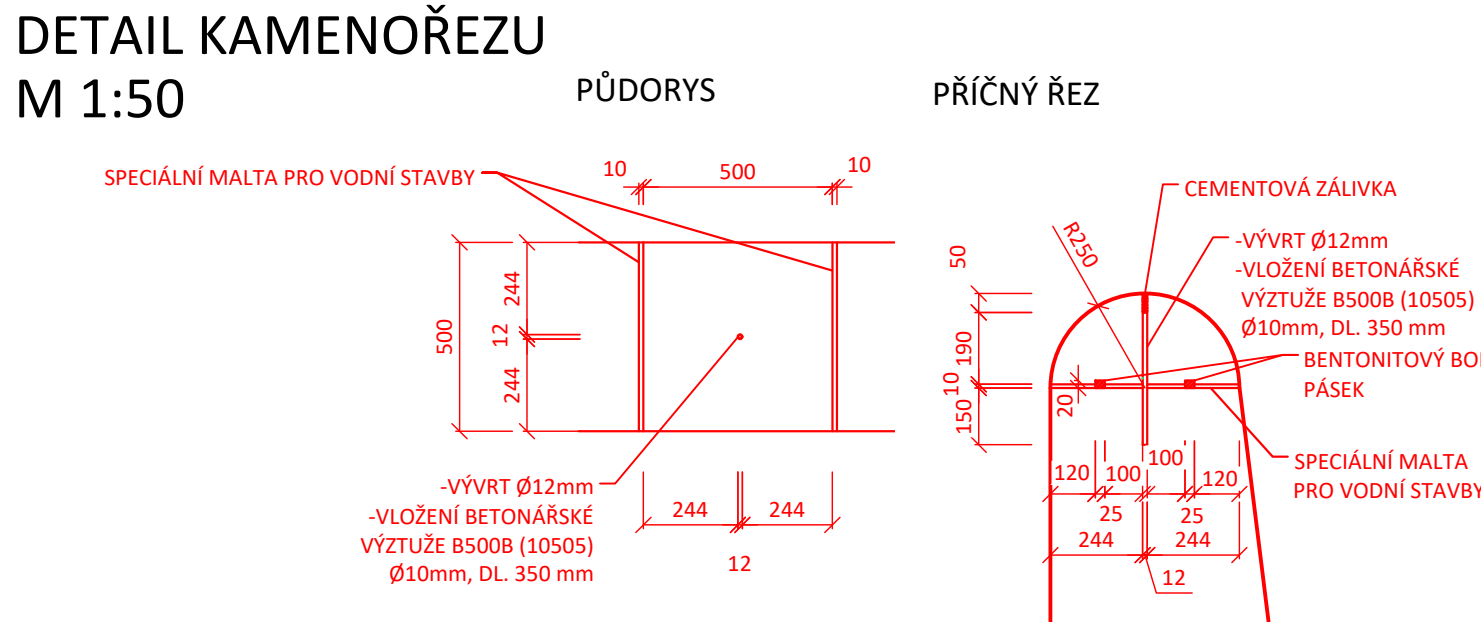 DETAIL KAMENOŘEZU
M 1:50
PŮDORYS
PŘÍČNÝ ŘEZ
SPECIÁLNÍ MALTA PRO VODNÍ STAVBY
10
500
10
500
244
12
244
-VÝVRT Ø12mm
-VLOŽENÍ BETONÁŘSKÉ
VÝZTUŽE B500B (10505)
Ø10mm, DL. 350 mm
244
244
12
CEMENTOVÁ ZÁLIVKA
R250
-VÝVRT Ø12mm
-VLOŽENÍ BETONÁŘSKÉ
VÝZTUŽE B500B (10505)
Ø10mm, DL. 350 mm
BENTONITOVÝ
PÁSEK
50
190
10
150
20
SPECIÁLNÍ MALTA
PRO VODNÍ STAVBY
120
100
100
120
25
25
244
244
12